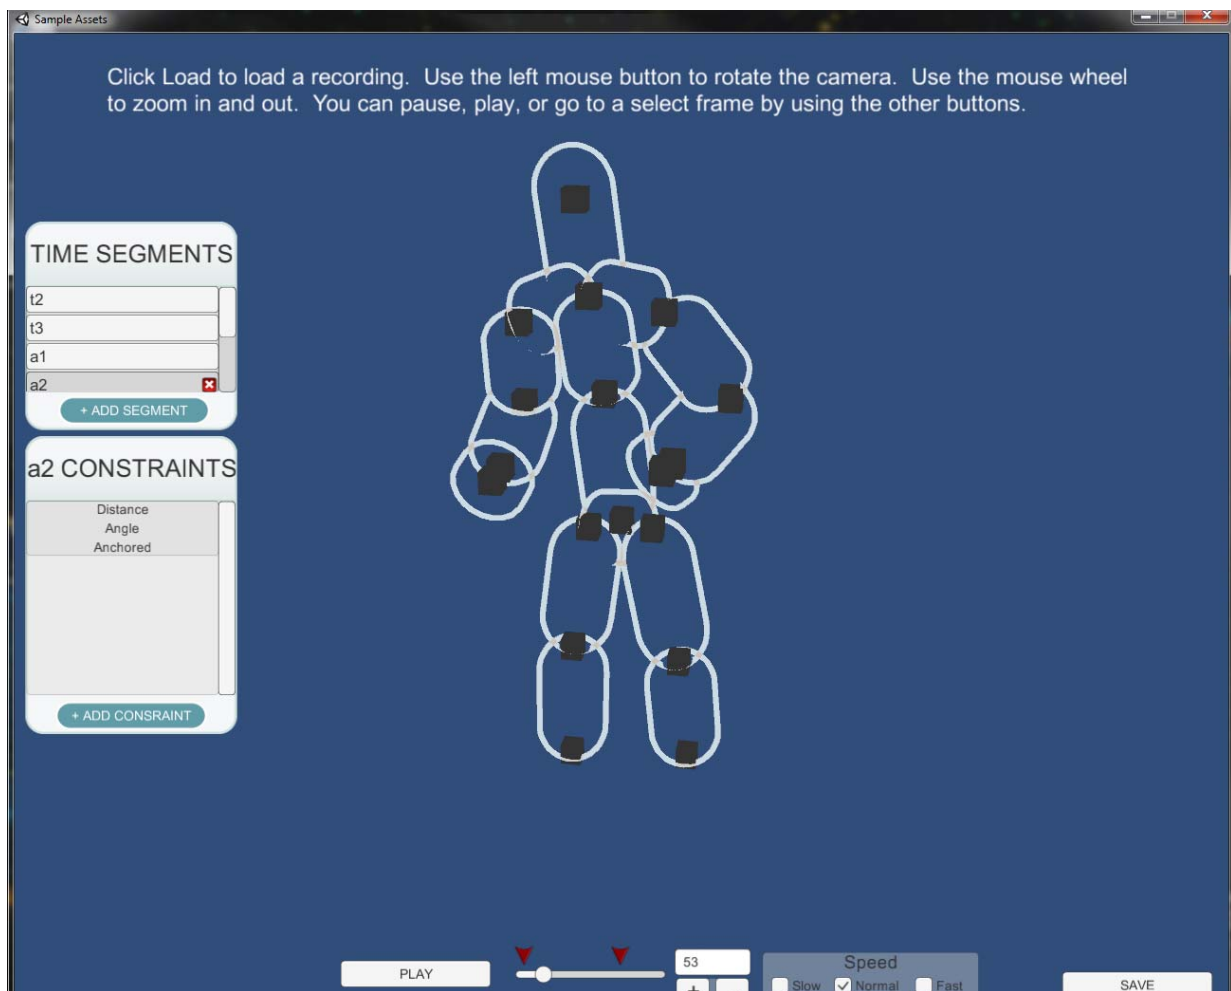 Sample Assets
Click Load to load a recording. Use the left mouse button to rotate the camera. Use the mouse wheel
to zoom in and out. You can pause, play, or go to a select frame by using the other buttons.
TIME SEGMENTS
t2
t3
a1
a2
+ ADD SEGMENT
a2 CONSTRAINTS
Distance
Angle
Anchored
+ ADD CONSRAINT
PLAY
53
+ -
Speed
Slow Normal Fast
SAVE